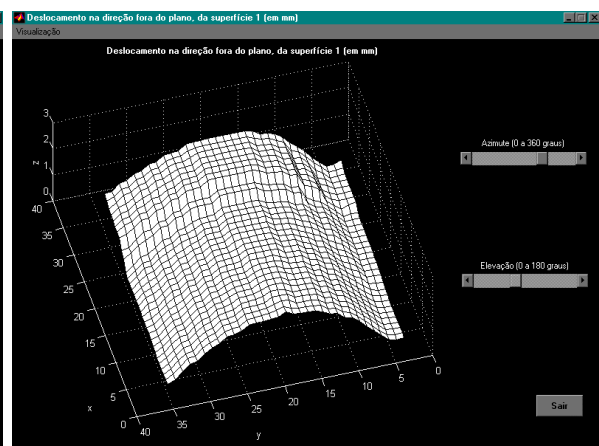 Deslocamento na direção fora do plano, da superfície 1 (em mm)
Visualização
Deslocamento na direção fora do plano, da superfície 1 (em mm)
3
2
1
0
z
40
35
30
25
20
15
10
5
0
x
40
35
30
25
20
15
10
5
0
y
Azimute (0 a 360 graus)
Elevação (0 a 180 graus)
Sair